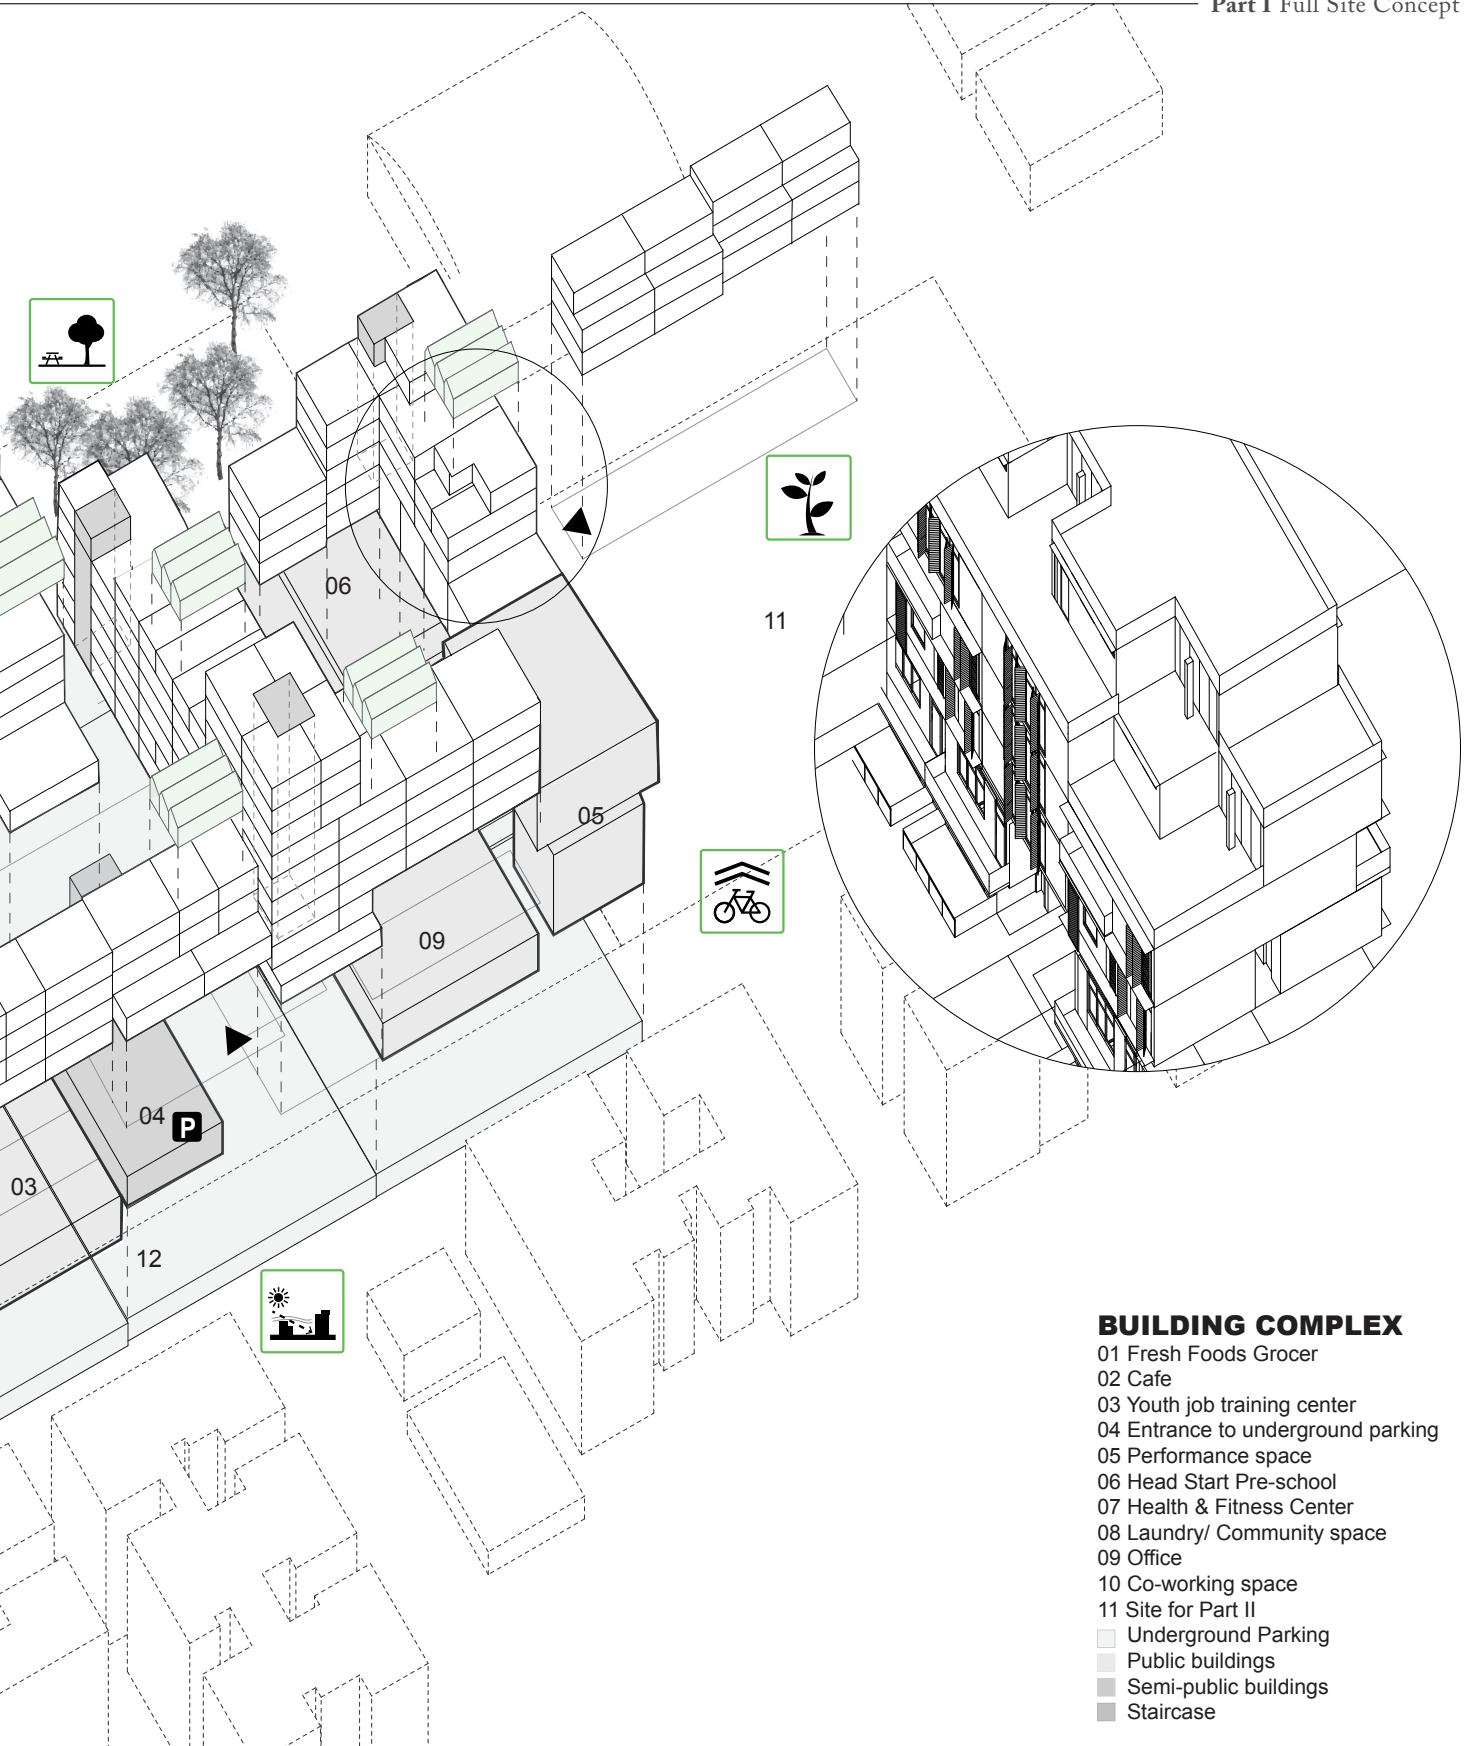 Part I Full Site Concept
06
11
05
09
04
P
03
12
BUILDING COMPLEX
01 Fresh Foods Grocer
02 Cafe
03 Youth job training center
04 Entrance to underground parking
05 Performance space
06 Head Start Pre-school
07 Health & Fitness Center
08 Laundry/ Community space
09 Office
10 Co-working space
11 Site for Part II
Underground Parking
Public buildings
Semi-public buildings
Staircase